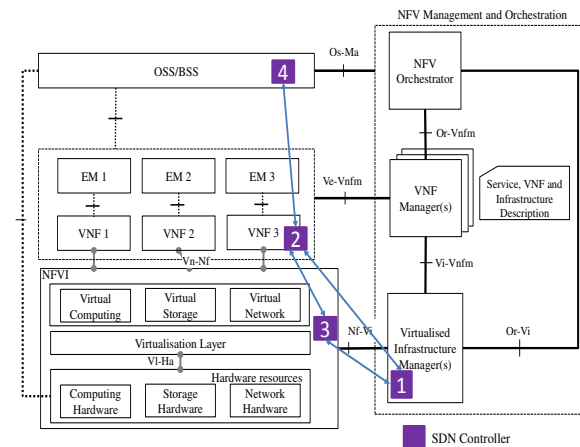 NFV Management and Orchestration
Os-Ma
OSS/BSS
4
NFV
Orchestrator
Or-Vnfm
EM 1
EM 2
EM 3
Ve-Vnfm
VNF
Manager(s)
Service, VNF and
Infrastructure
Description
VNF 1
VNF 2
VNF 3
2
Vn-Nf
NFVI
Vi-Vnfm
Virtual
Computing
Virtual
Storage
Virtual
Network
3
Nf-Vi
Virtualised
Infrastructure
Manager(s)
1
Or-Vi
Virtualisation Layer
Vl-Ha
Hardware resources
Computing
Hardware
Storage
Hardware
Network
Hardware
SDN Controller